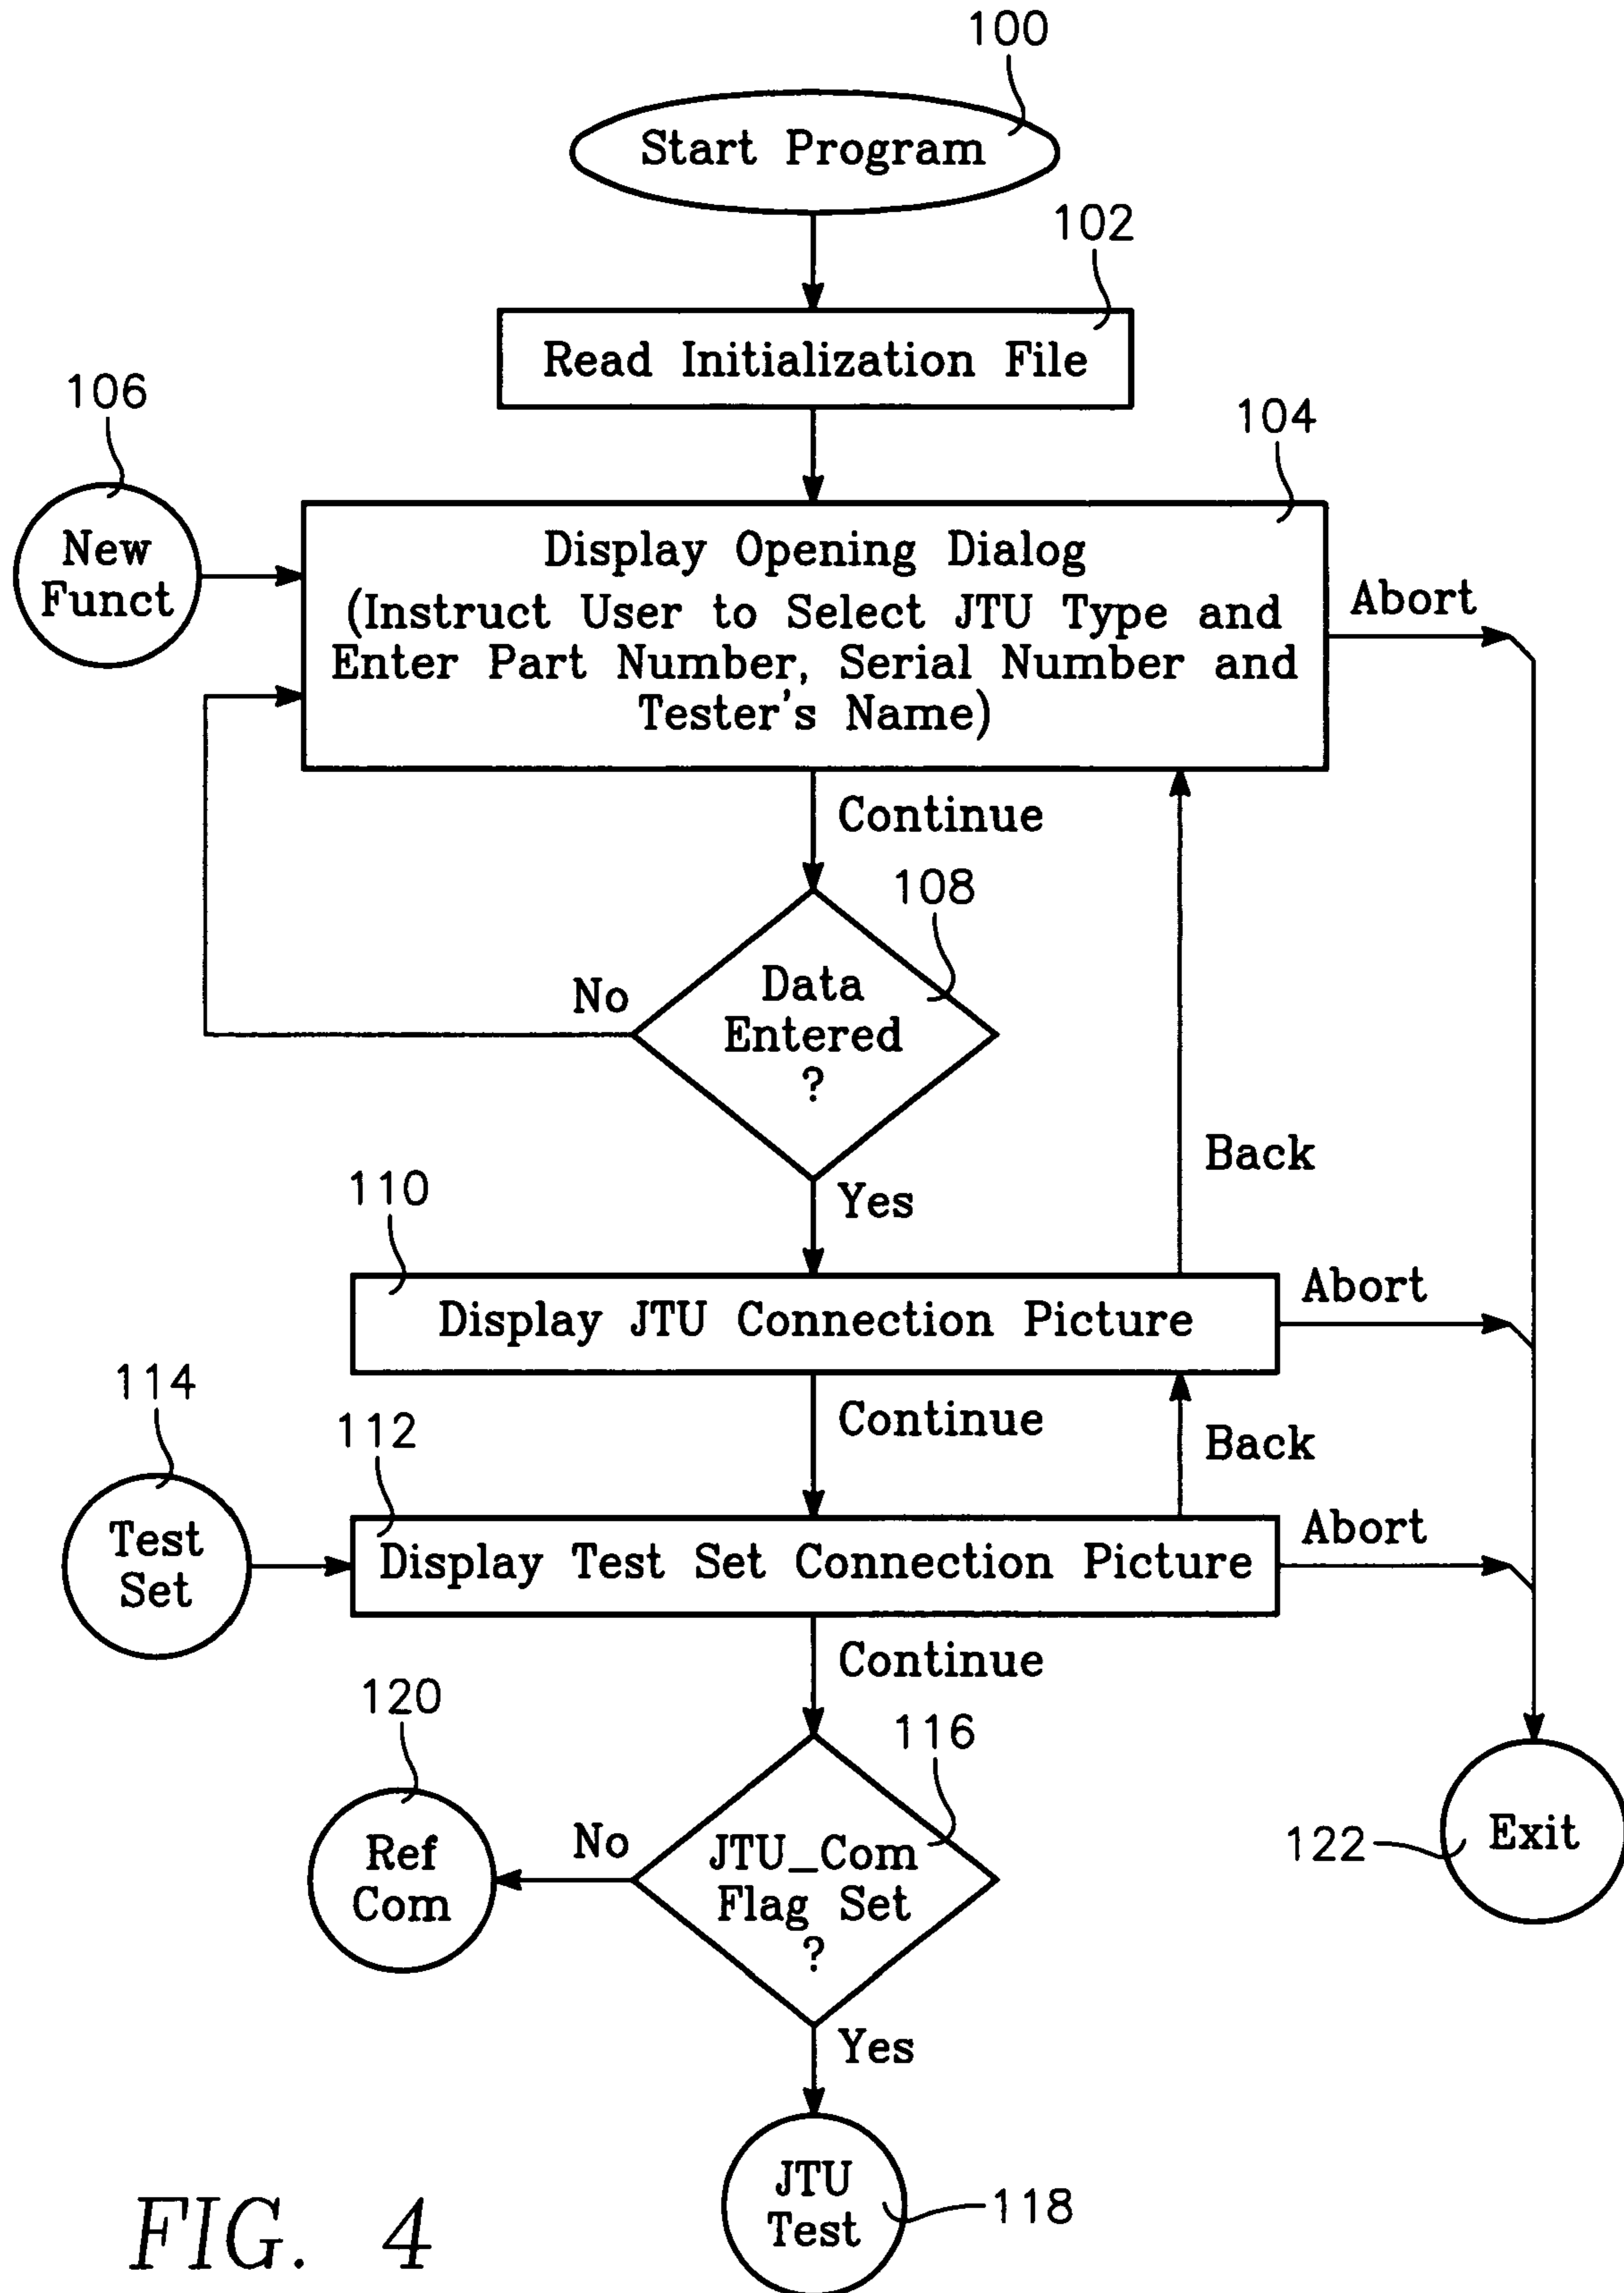 100
Start Program
102
Read Initialization File
106
104
New
Funct
Display Opening Dialog
(Instruct User to Select JTU Type and
Enter Part Number, Serial Number and
Tester's Name)
Abort
Continue
108
No
Data
Entered
?
Back
110
Yes
Display JTU Connection Picture
Abort
114
Continue
112
Back
Test
Set
Display Test Set Connection Picture
Abort
Continue
120
116
Ref
Com
No
JTU_Com
Flag Set
?
122
Exit
Yes
JTU
Test
118
FIG. 4